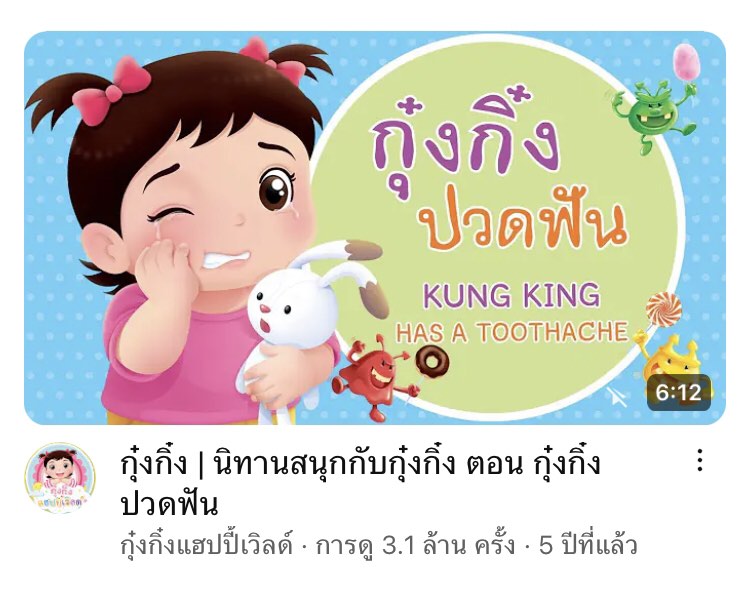 กุ๋งกิ๋ง
ปวดฟัน
KUNG KING
HAS A TOOTHACHE
6:12
กุ๋งกิ๋ง | นิทานสนุกกับกุ๋งกิ๋ง ตอน กุ๋งกิ๋ง
ปวดฟัน
กุ๋งกิ๋งแฮปปี้เวิลด์ · การดู 3.1 ล้าน ครั้ง · 5 ปีที่แล้ว